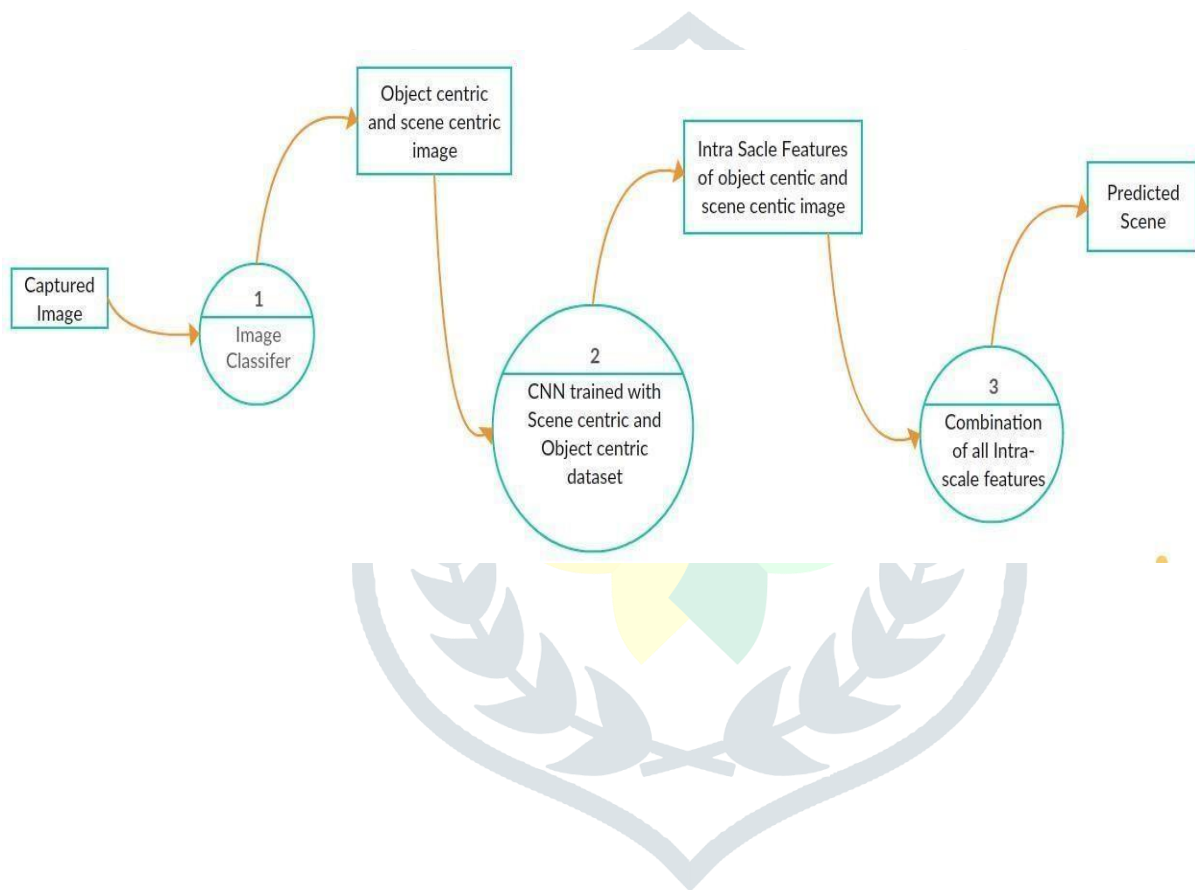 Captured
Image
1
Image
Classifer
Object centric
and scene centric
image
2
CNN trained with
Scene centric and
Object centric
dataset
Intra Sacle Features
of object centic and
scene centic image
3
Combination
of all Intra-
scale features
Predicted
Scene